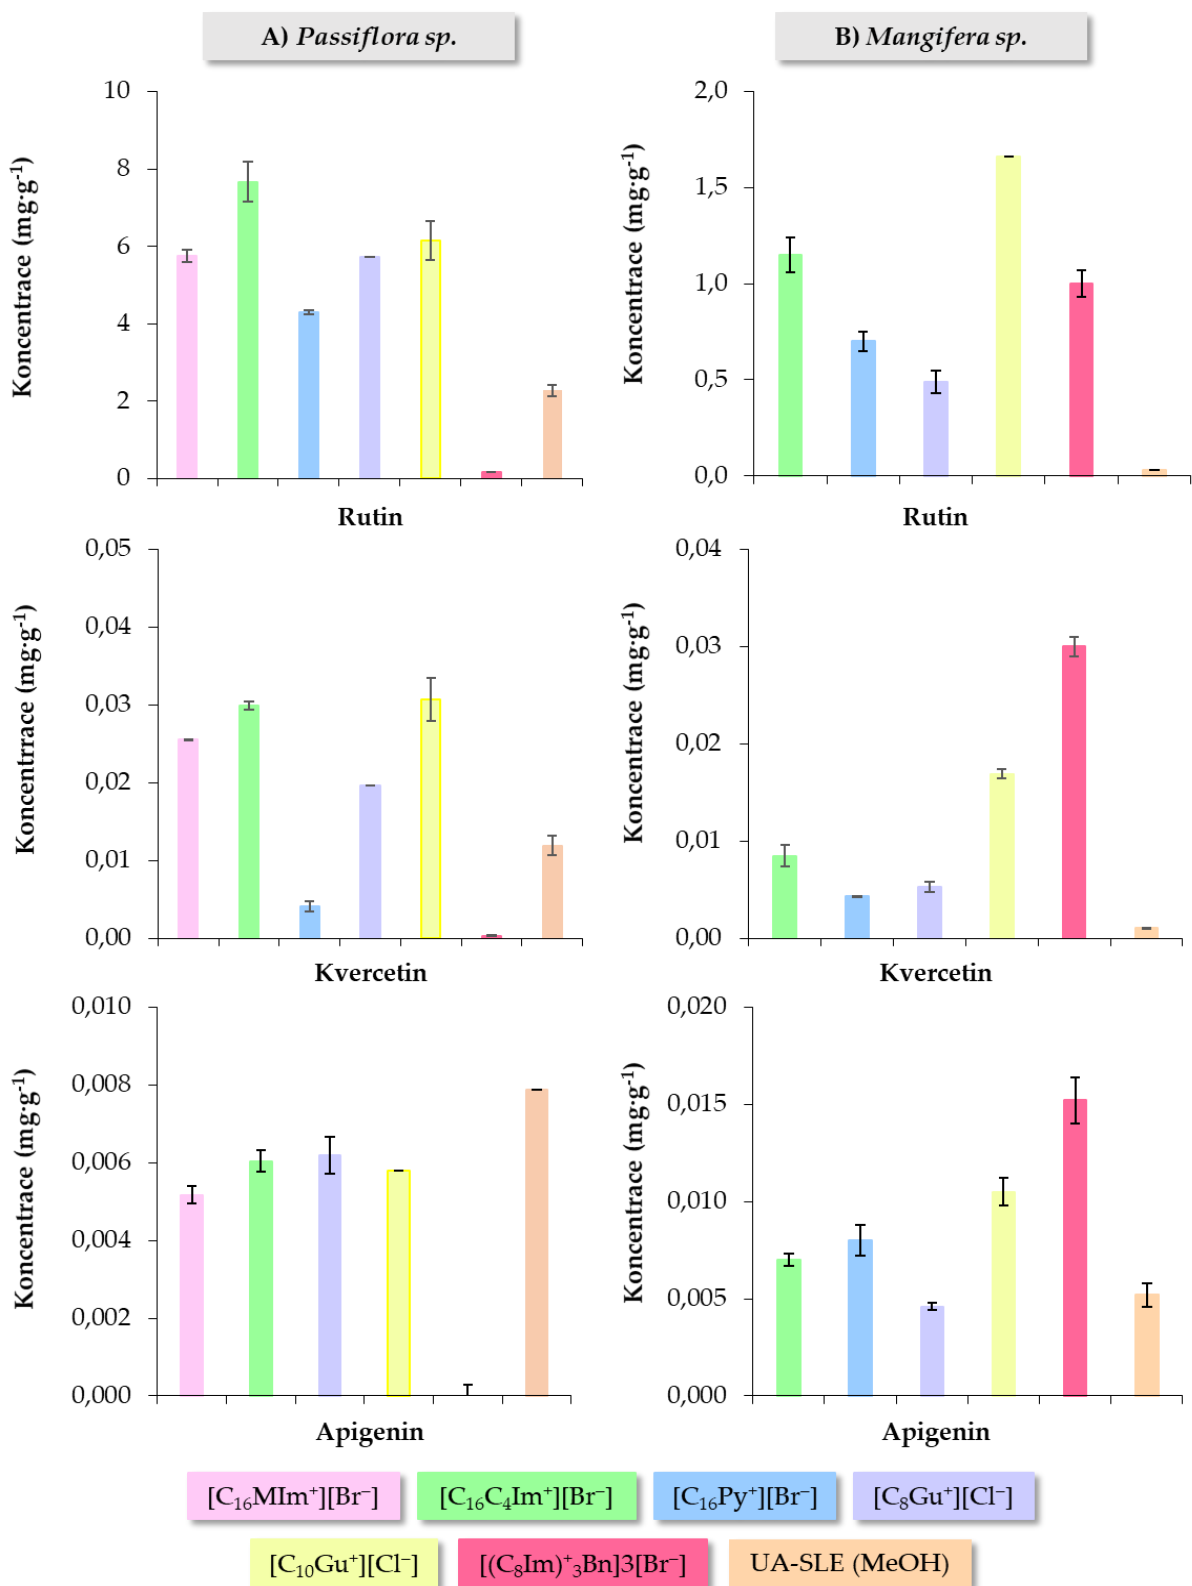 A) Passiflora sp.
B) Mangifera sp.
Koncentrace (mg·g⁻¹)
10
8
6
4
2
0
Rutin
Koncentrace (mg·g⁻¹)
2,0
1,5
1,0
0,5
0,0
Rutin
Koncentrrace (mg·g⁻¹)
0,05
0,04
0,03
0,02
0,01
0,00
Kvercetin
Koncentrace (mg·g⁻¹)
0,04
0,03
0,02
0,01
0,00
Kvercetin
Koncentrace (mg·g⁻¹)
0,010
0,008
0,006
0,004
0,002
0,000
Apigenin
Koncentrace (mg·g⁻¹)
0,020
0,015
0,010
0,005
0,000
Apigenin
[C₁₆MIm⁺][Br⁻]
[C₁₆C₄Im⁺][Br⁻]
[C₁₆Py⁺][Br⁻]
[C₈Gu⁺][Cl⁻]
[C₁₀Gu⁺][Cl⁻]
[(C₈Im)⁺₃Bn]3[Br⁻]
UA-SLE (MeOH)